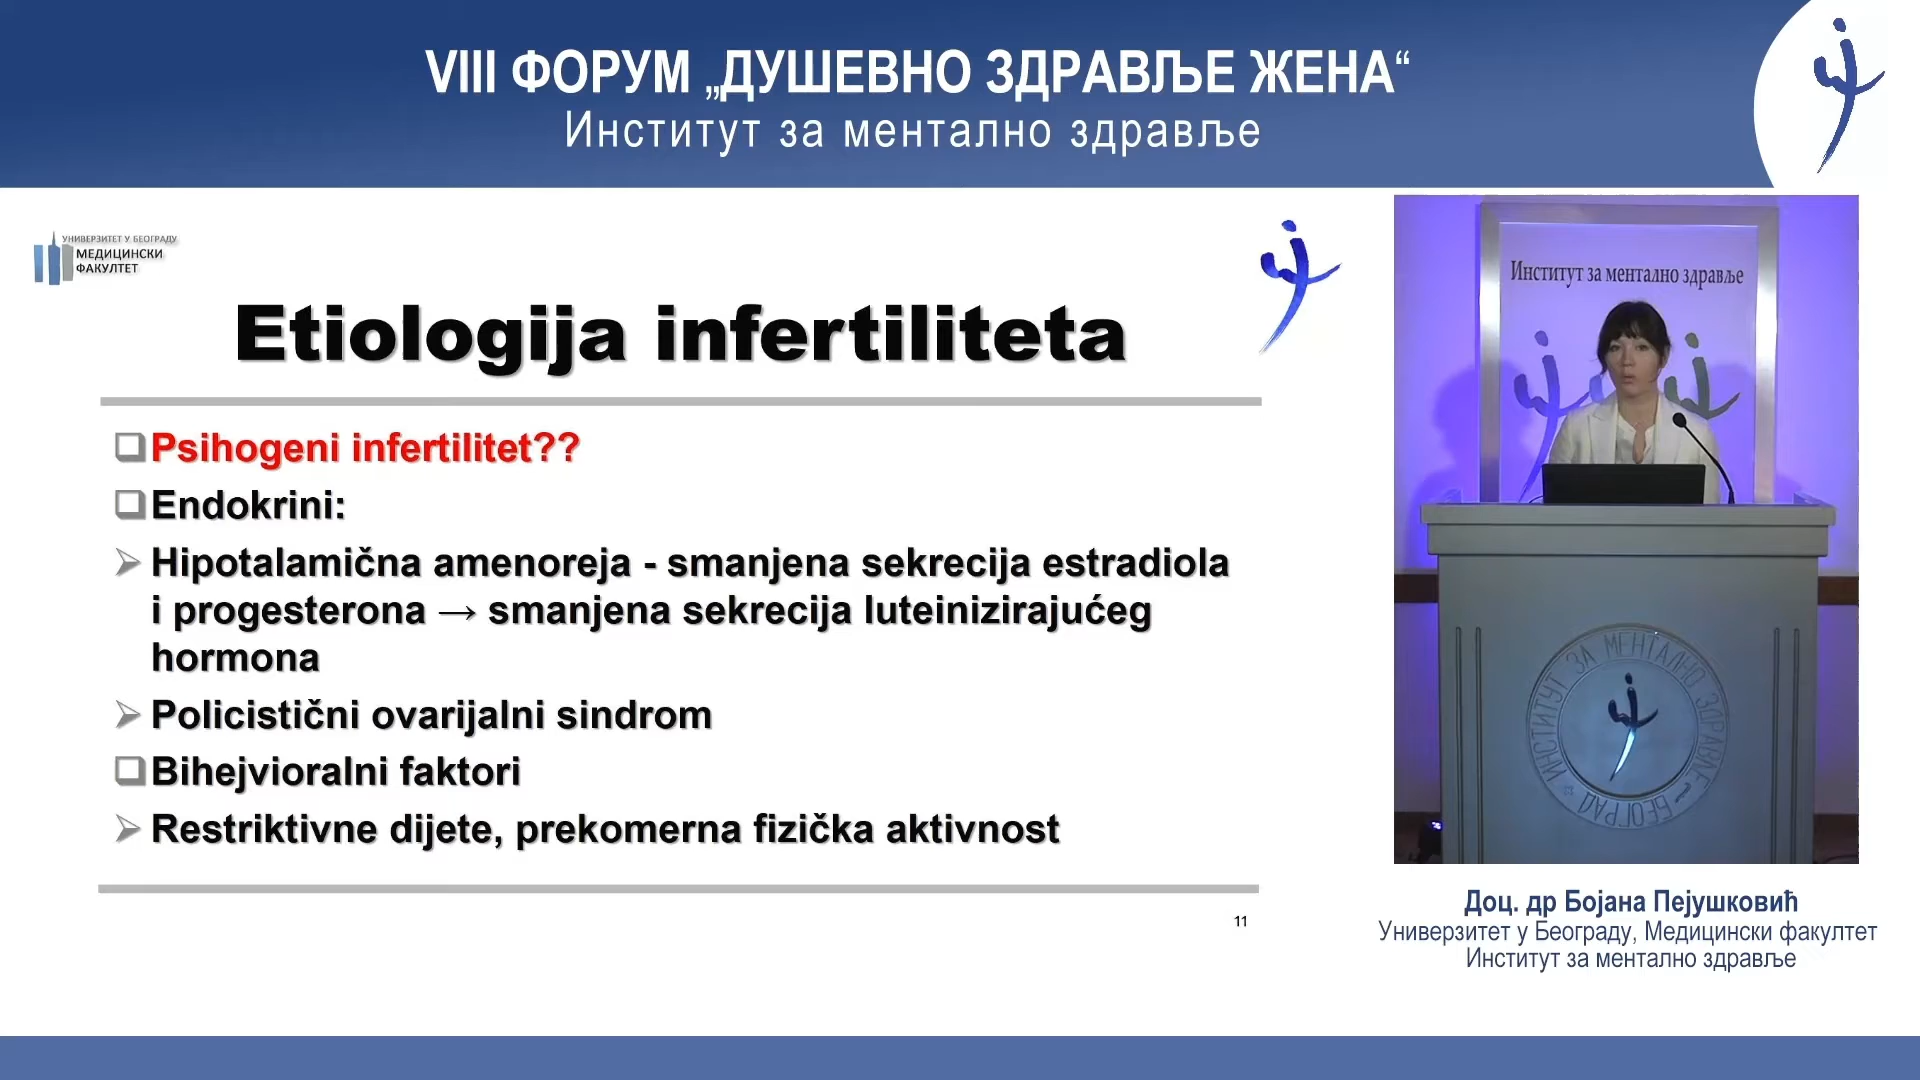 VIII ФОРУМ „ДУШЕВНО ЗДРАВЉЕ ЖЕНА“
Институт за ментално здравље
УНИВЕРЗИТЕТ У БЕОГРАДУ
МЕДИЦИНСКИ
ФАКУЛТЕТ
Etiologija infertiliteta
Psihogeni infertilitet??
Endokrini:
Hipotalamična amenoreja - smanjena sekrecija estradiola
i progesterona → smanjena sekrecija luteinizirajućeg
hormona
Policistični ovarijalni sindrom
Bihejvioralni faktori
Restriktivne dijete, prekomerna fizička aktivnost
11
Институт за ментално здравље
ИНСТИТУТ ЗА МЕНТАЛНО ЗДРАВЉЕ
БЕОГРАД
Доц. др Бојана Пејушковић
Универзитет у Београду, Медицински факултет
Институт за ментално здравље